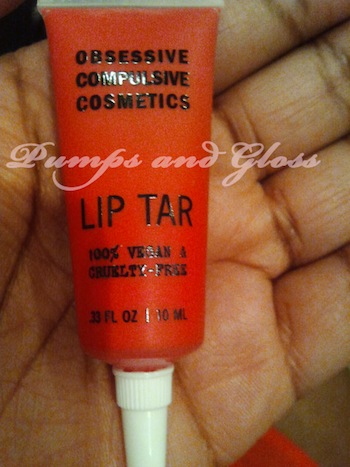 OBSESSIVE
COMPULSIVE
COSMETICS
Pumps and Gloss
LIP TAR
100% VEGAN &
CRUELTY-FREE
.33 FL OZ | 10 ML